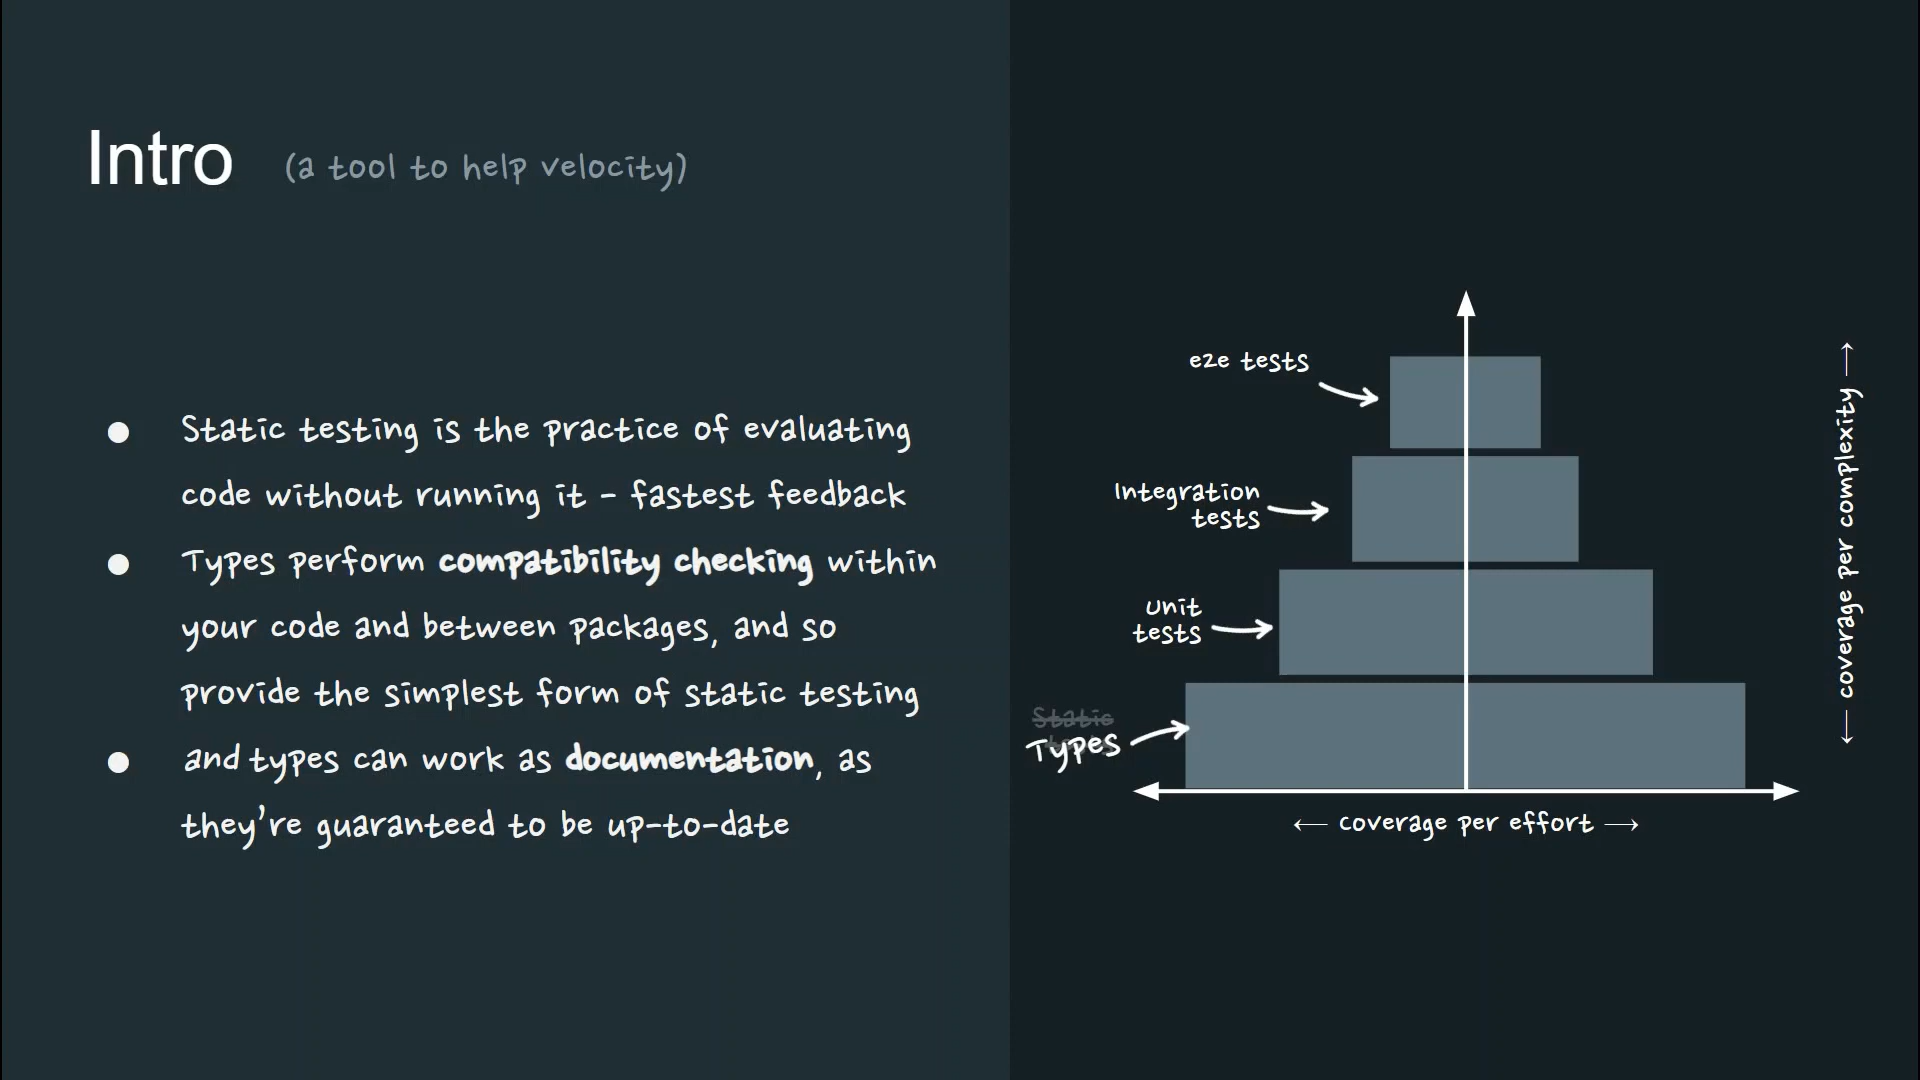 Intro (a tool to help velocity)
● Static testing is the practice of evaluating
code without running it - fastest feedback
● Types perform compatibility checking within
your code and between packages, and so
provide the simplest form of static testing
● and types can work as documentation, as
they're guaranteed to be up-to-date
e2e tests
Integration
tests
unit
tests
Static
Types
← coverage per effort →
← coverage per complexity →